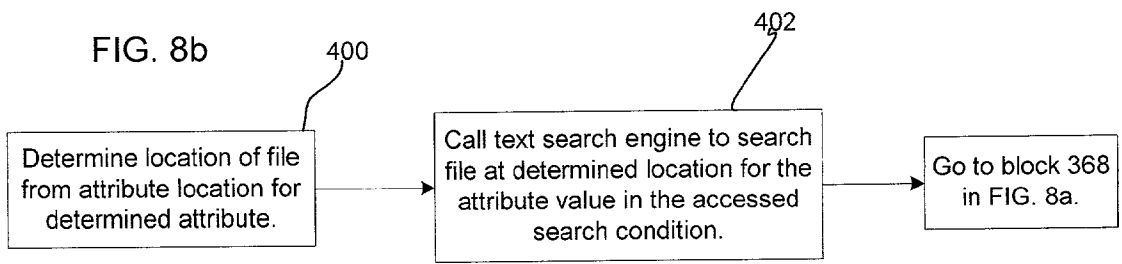 FIG. 8b
400
402
Determine location of file
from attribute location for
determined attribute.
Call text search engine to search
file at determined location for the
attribute value in the accessed
search condition.
Go to block 368
in FIG. 8a.